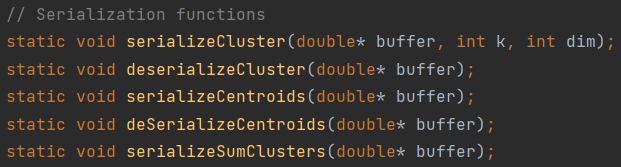 // Serialization functions
static void serializeCluster(double* buffer, int k, int dim);
static void deserializeCluster(double* buffer);
static void serializeCentroids(double* buffer);
static void deSerializeCentroids(double* buffer);
static void serializeSumClusters(double* buffer);